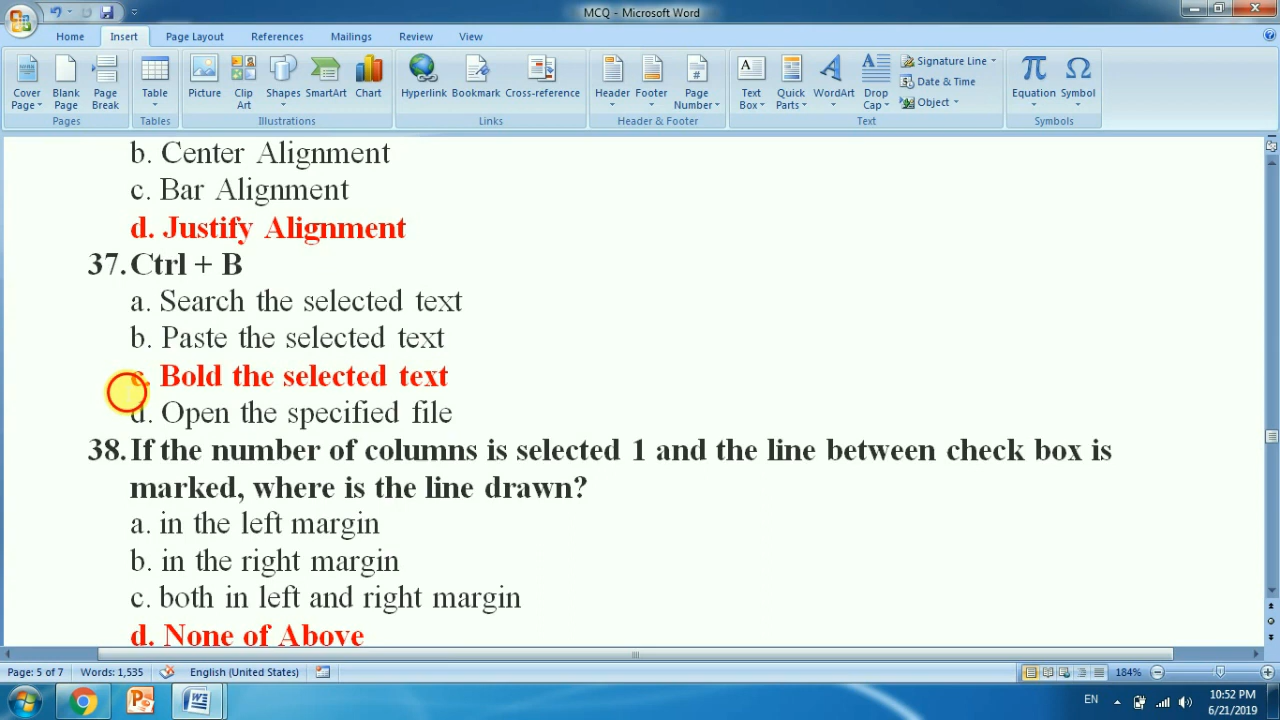 MCQ - Microsoft Word
Home Insert Page Layout References Mailings Review View
Cover Page Blank Page Page Break Table Picture Clip Art Shapes SmartArt Chart Hyperlink Bookmark Cross-reference Header Footer Page Number Text Box Quick Parts WordArt Drop Cap Signature Line Date & Time Object Equation Symbol
Pages Tables Illustrations Links Header & Footer Text Symbols
b. Center Alignment
c. Bar Alignment
d. Justify Alignment
37. Ctrl + B
a. Search the selected text
b. Paste the selected text
c. Bold the selected text
d. Open the specified file
38. If the number of columns is selected 1 and the line between check box is
marked, where is the line drawn?
a. in the left margin
b. in the right margin
c. both in left and right margin
d. None of Above
Page: 5 of 7 Words: 1,535 English (United States) 184%
EN 10:52 PM
6/21/2019